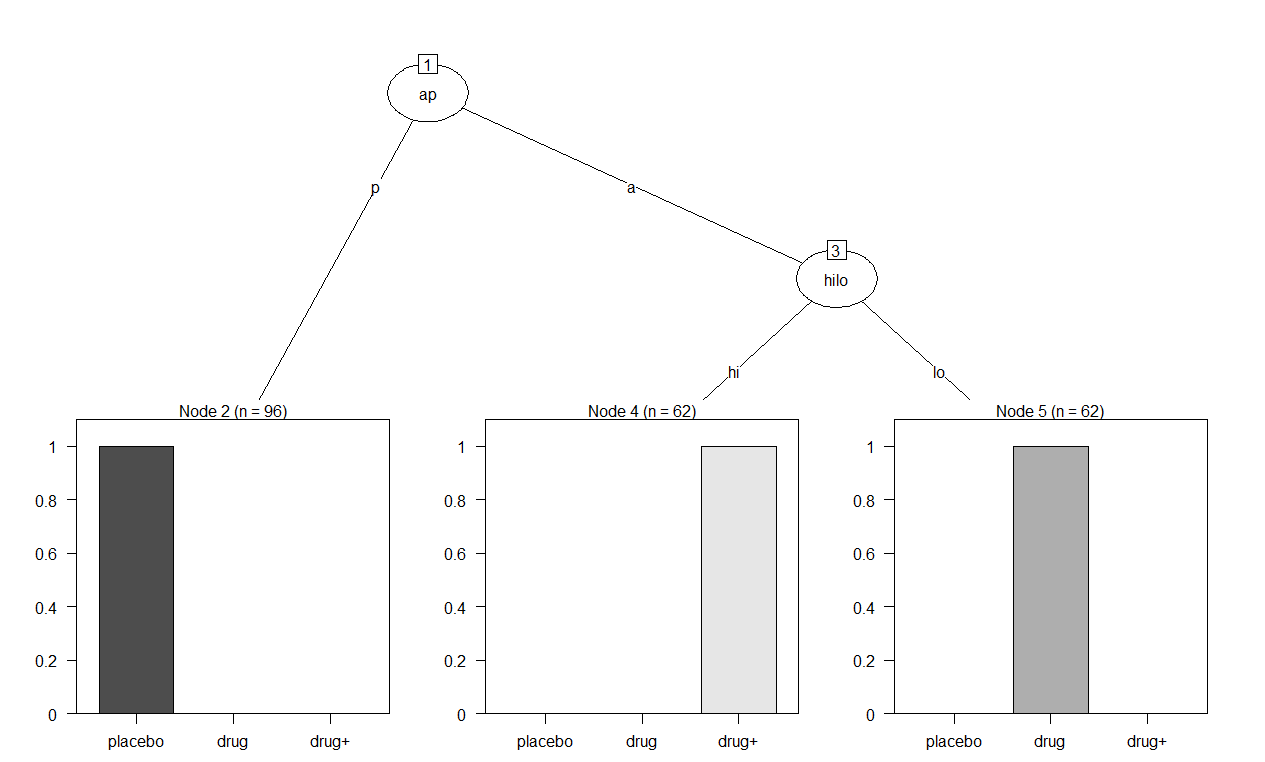 1
ap
p
a
3
hilo
hi
lo
Node 2 (n = 96)
Node 4 (n = 62)
Node 5 (n = 62)
1
0.8
0.6
0.4
0.2
0
placebo drug drug+
1
0.8
0.6
0.4
0.2
0
placebo drug drug+
1
0.8
0.6
0.4
0.2
0
placebo drug drug+